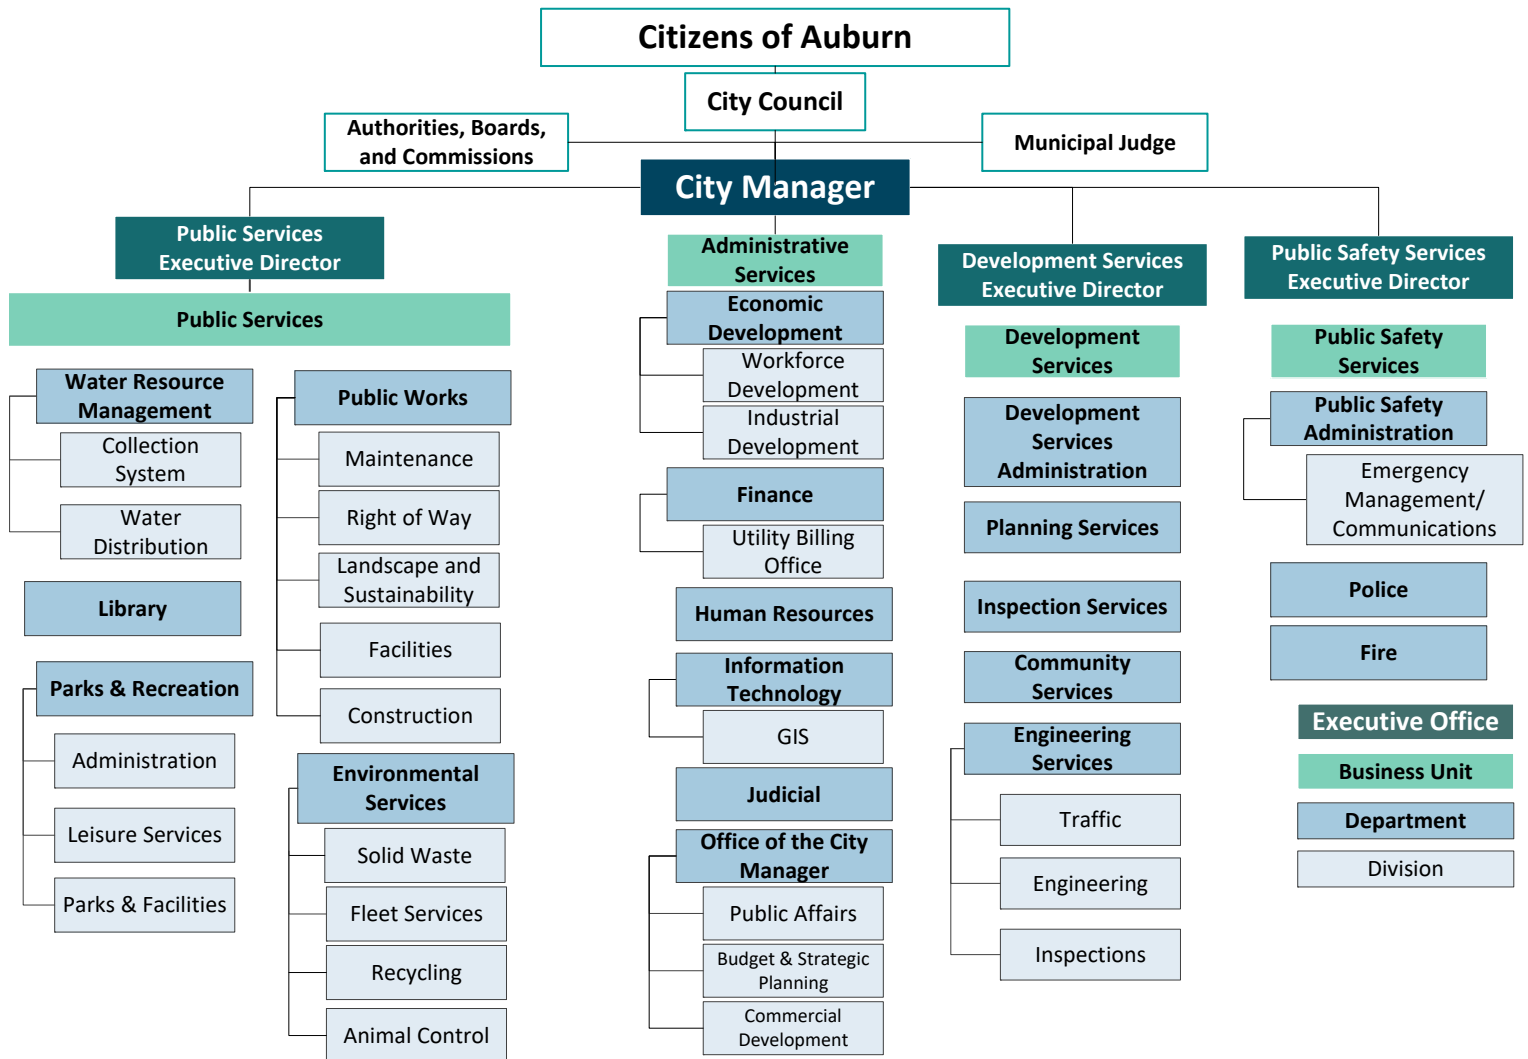 Citizens of Auburn
City Council
Authorities, Boards,
and Commissions
Municipal Judge
City Manager
Public Services
Executive Director
Public Services
Water Resource
Management
Collection
System
Water
Distribution
Library
Parks & Recreation
Administration
Leisure Services
Parks & Facilities
Public Works
Maintenance
Right of Way
Landscape and
Sustainability
Facilities
Construction
Environmental
Services
Solid Waste
Fleet Services
Recycling
Animal Control
Administrative
Services
Economic
Development
Workforce
Development
Industrial
Development
Finance
Utility Billing
Office
Human Resources
Information
Technology
GIS
Judicial
Office of the City
Manager
Public Affairs
Budget & Strategic
Planning
Commercial
Development
Development Services
Executive Director
Development
Services
Development
Services
Administration
Planning Services
Inspection Services
Community
Services
Engineering
Services
Traffic
Engineering
Inspections
Public Safety Services
Executive Director
Public Safety
Services
Public Safety
Administration
Emergency
Management/
Communications
Police
Fire
Executive Office
Business Unit
Department
Division